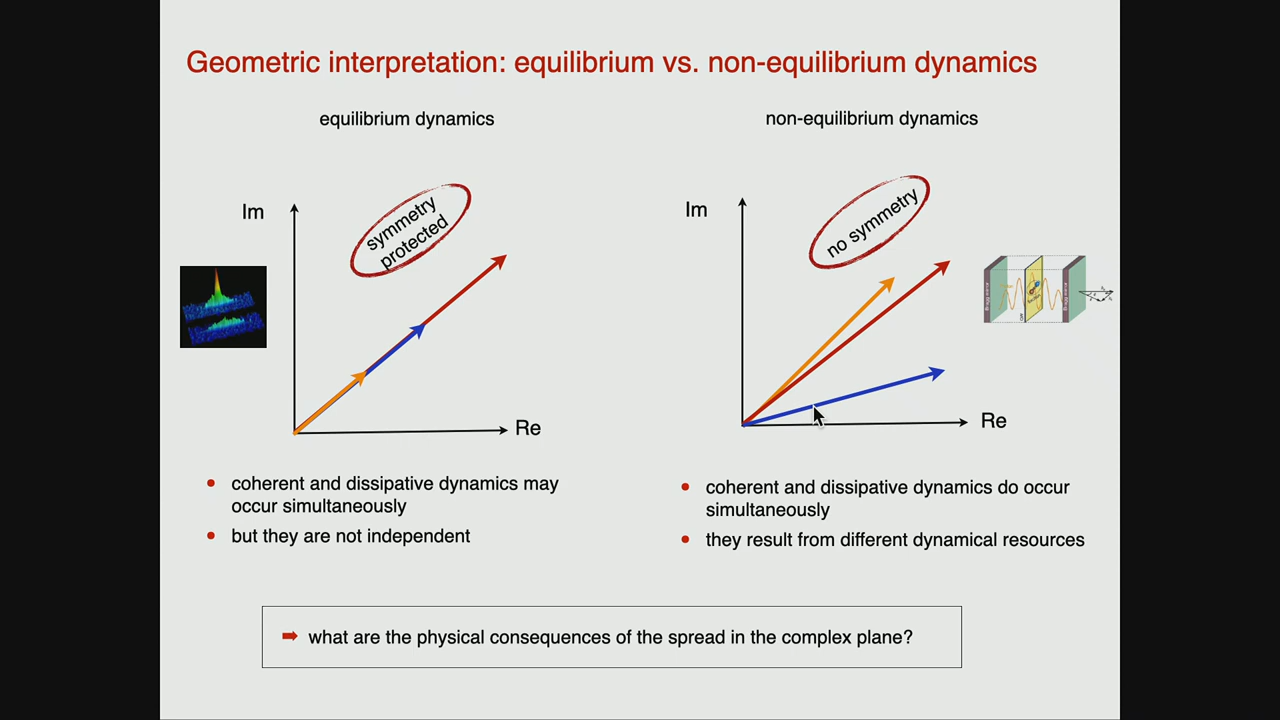 Geometric interpretation: equilibrium vs. non-equilibrium dynamics
equilibrium dynamics
Im
symmetry
protected
Re
• coherent and dissipative dynamics may
occur simultaneously
• but they are not independent
non-equilibrium dynamics
Im
no symmetry
Re
• coherent and dissipative dynamics do occur
simultaneously
• they result from different dynamical resources
➡ what are the physical consequences of the spread in the complex plane?